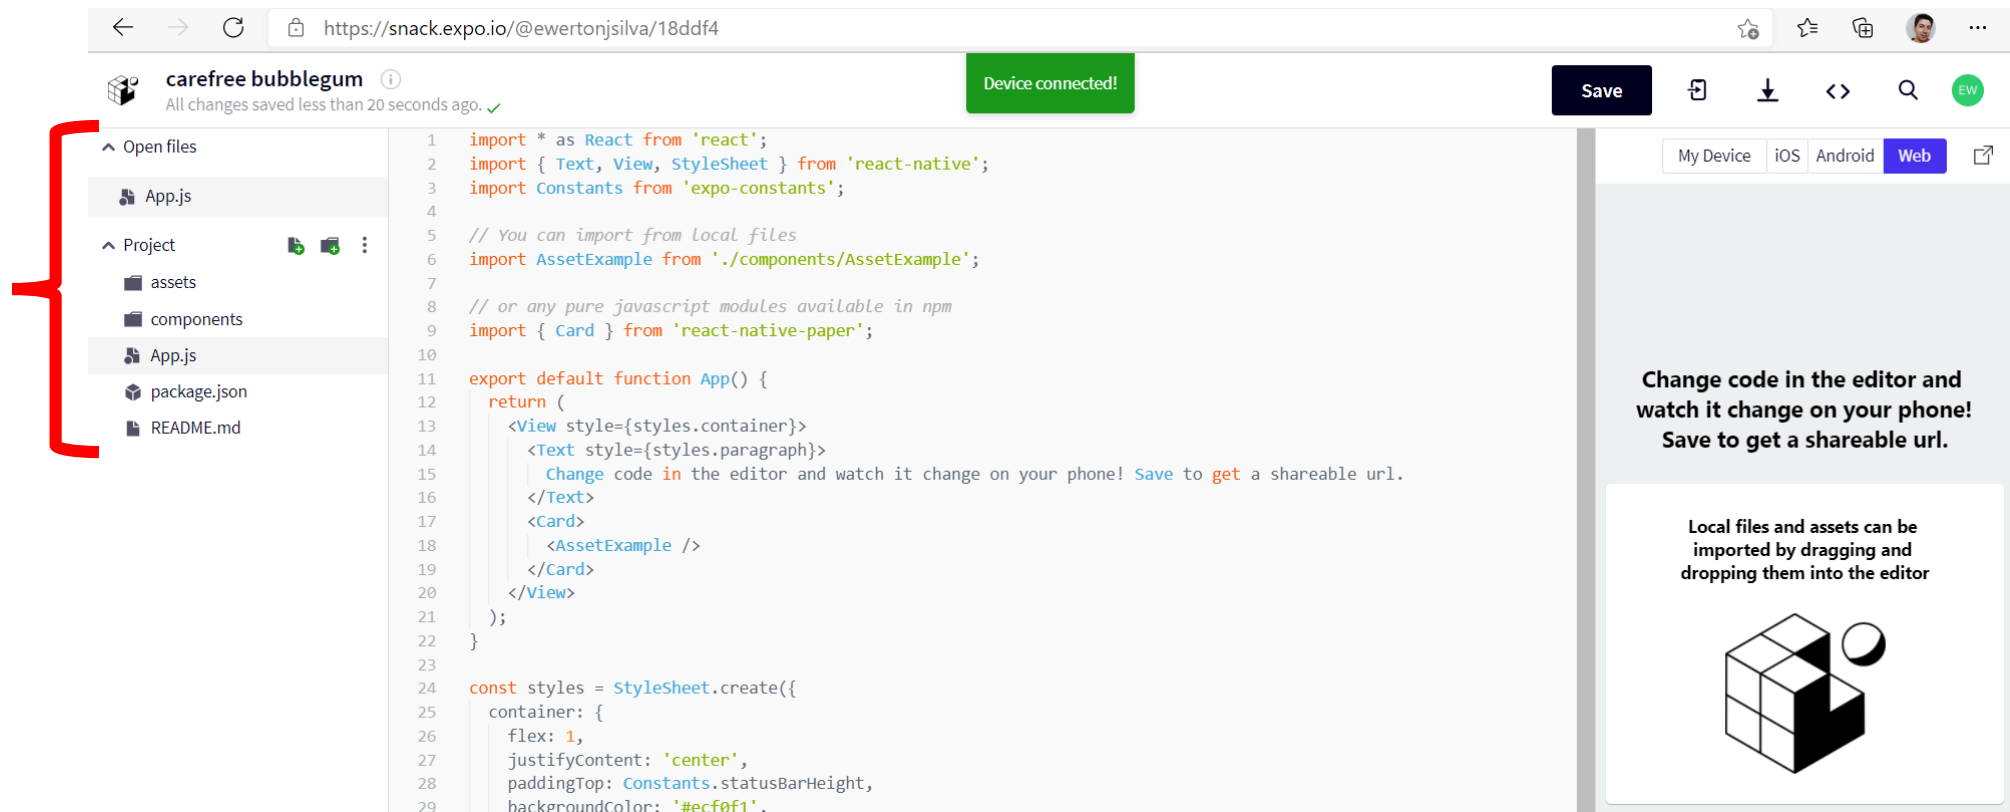 https://snack.expo.io/@ewertonjsilva/18ddf4
carefree bubblegum
All changes saved less than 20 seconds ago.
Device connected!
Save
EW
Open files
App.js
Project
assets
components
App.js
package.json
README.md
1 import * as React from 'react';
2 import { Text, View, StyleSheet } from 'react-native';
3 import Constants from 'expo-constants';
4
5 // You can import from local files
6 import AssetExample from './components/AssetExample';
7
8 // or any pure javascript modules available in npm
9 import { Card } from 'react-native-paper';
10
11 export default function App() {
12 return (
13 <View style={styles.container}>
14 <Text style={styles.paragraph}>
15 Change code in the editor and watch it change on your phone! Save to get a shareable url.
16 </Text>
17 <Card>
18 <AssetExample />
19 </Card>
20 </View>
21 );
22 }
23
24 const styles = StyleSheet.create({
25 container: {
26 flex: 1,
27 justifyContent: 'center',
28 paddingTop: Constants.statusBarHeight,
29 backgroundColor: '#ecf0f1',
My Device iOS Android Web
Change code in the editor and
watch it change on your phone!
Save to get a shareable url.
Local files and assets can be
imported by dragging and
dropping them into the editor